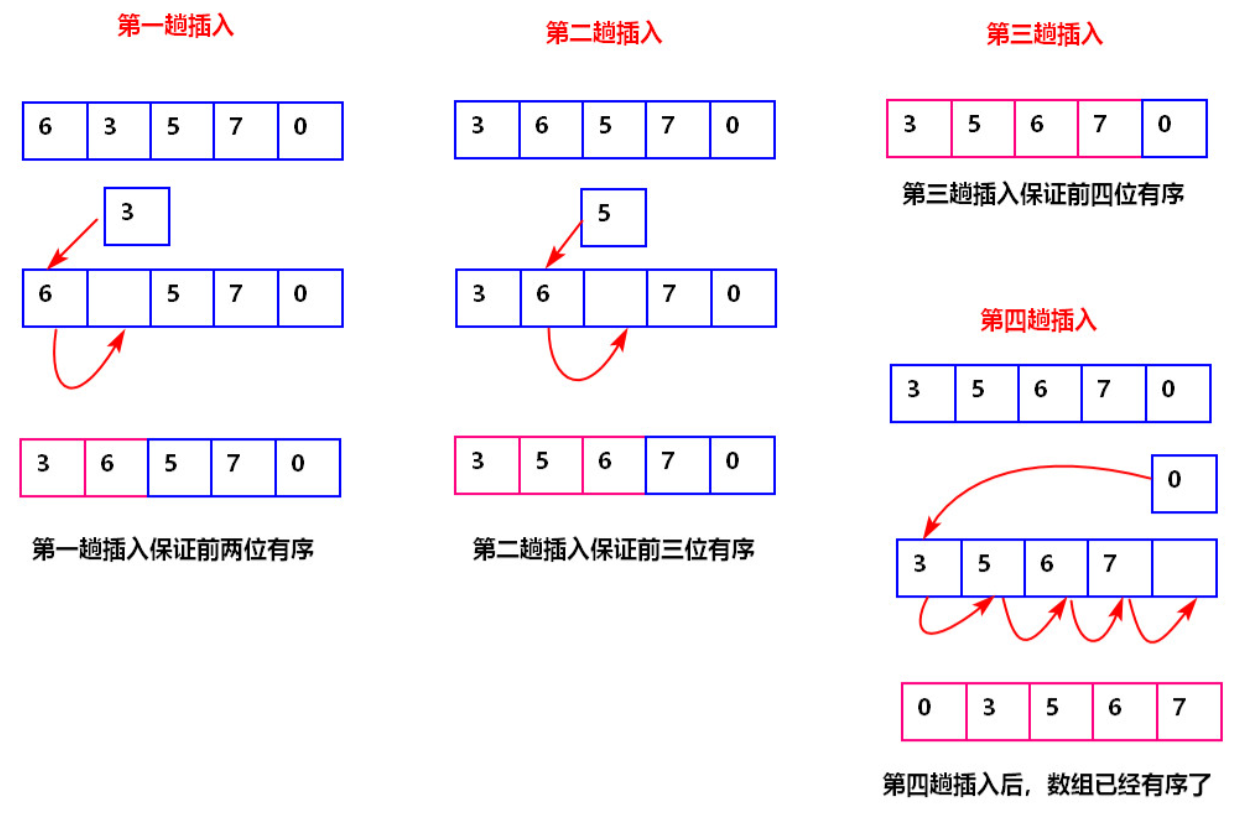 第一趟插入
6 3 5 7 0
3
6 5 7 0
3 6 5 7 0
第一趟插入保证前两位有序
第二趟插入
3 6 5 7 0
5
3 6 7 0
3 5 6 7 0
第二趟插入保证前三位有序
第三趟插入
3 5 6 7 0
第三趟插入保证前四位有序
第四趟插入
3 5 6 7 0
0
3 5 6 7
0 3 5 6 7
第四趟插入后，数组已经有序了